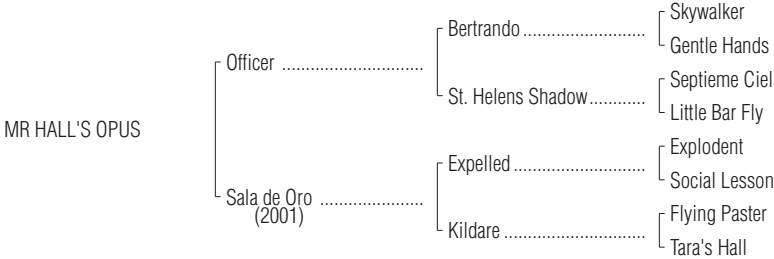 Skywalker
Bertrando ............................
Gentle Hands
Officer ................................
Septieme Ciel
St. Helens Shadow............
Little Bar Fly
MR HALL'S OPUS
Explodent
Expelled ..............................
Social Lesson
Sala de Oro .......................
(2001)
Flying Paster
Kildare ................................
Tara's Hall